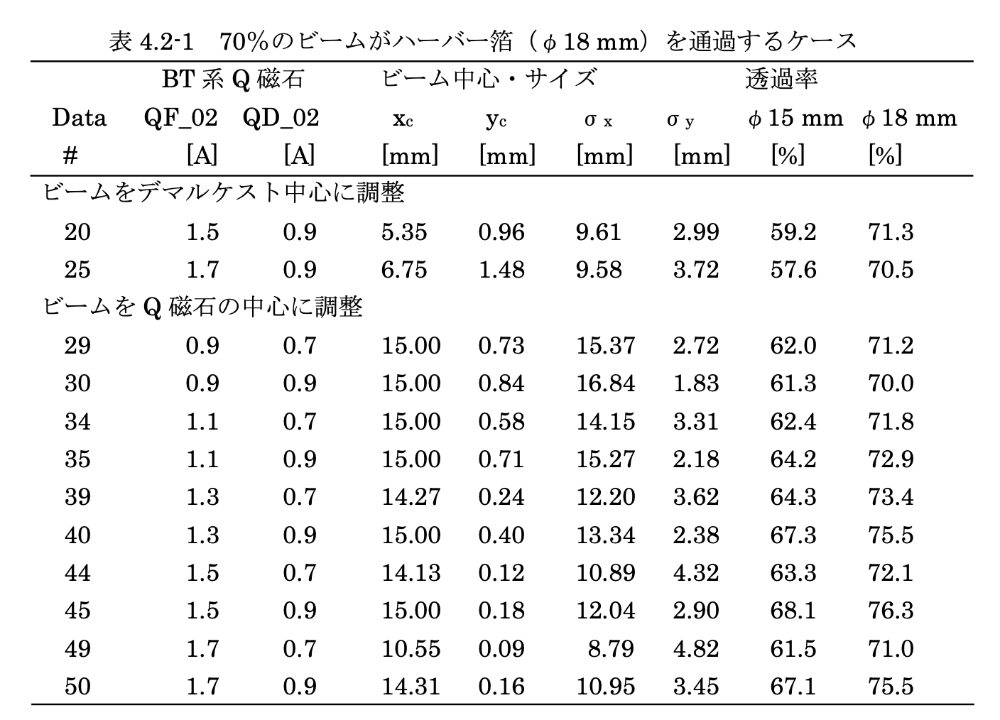 表 4.2-1　70%のビームがハーバー箔（φ18 mm）を通過するケース
BT 系 Q 磁石 ビーム中心・サイズ 透過率
Data QF_02 QD_02 xc yc σx σy φ15 mm φ18 mm
# [A] [A] [mm] [mm] [mm] [mm] [%] [%]
ビームをデマルケスト中心に調整
20 1.5 0.9 5.35 0.96 9.61 2.99 59.2 71.3
25 1.7 0.9 6.75 1.48 9.58 3.72 57.6 70.5
ビームを Q 磁石の中心に調整
29 0.9 0.7 15.00 0.73 15.37 2.72 62.0 71.2
30 0.9 0.9 15.00 0.84 16.84 1.83 61.3 70.0
34 1.1 0.7 15.00 0.58 14.15 3.31 62.4 71.8
35 1.1 0.9 15.00 0.71 15.27 2.18 64.2 72.9
39 1.3 0.7 14.27 0.24 12.20 3.62 64.3 73.4
40 1.3 0.9 15.00 0.40 13.34 2.38 67.3 75.5
44 1.5 0.7 14.13 0.12 10.89 4.32 63.3 72.1
45 1.5 0.9 15.00 0.18 12.04 2.90 68.1 76.3
49 1.7 0.7 10.55 0.09 8.79 4.82 61.5 71.0
50 1.7 0.9 14.31 0.16 10.95 3.45 67.1 75.5